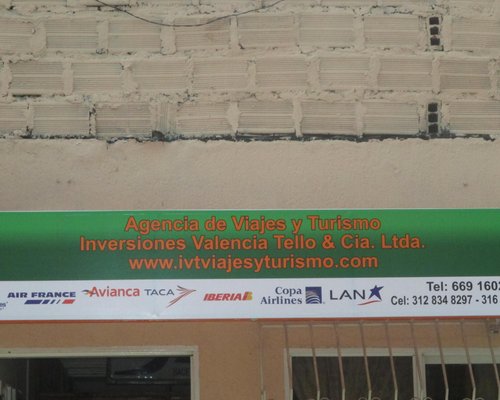 Agencia de Viajes y Turismo
Inversiones Valencia Tello & Cia. Ltda.
www.ivtviajesyturismo.com
AIR FRANCE Avianca TACA IBERIA Copa Airlines LAN
Tel: 669 1602
Cel: 312 834 8297 - 316